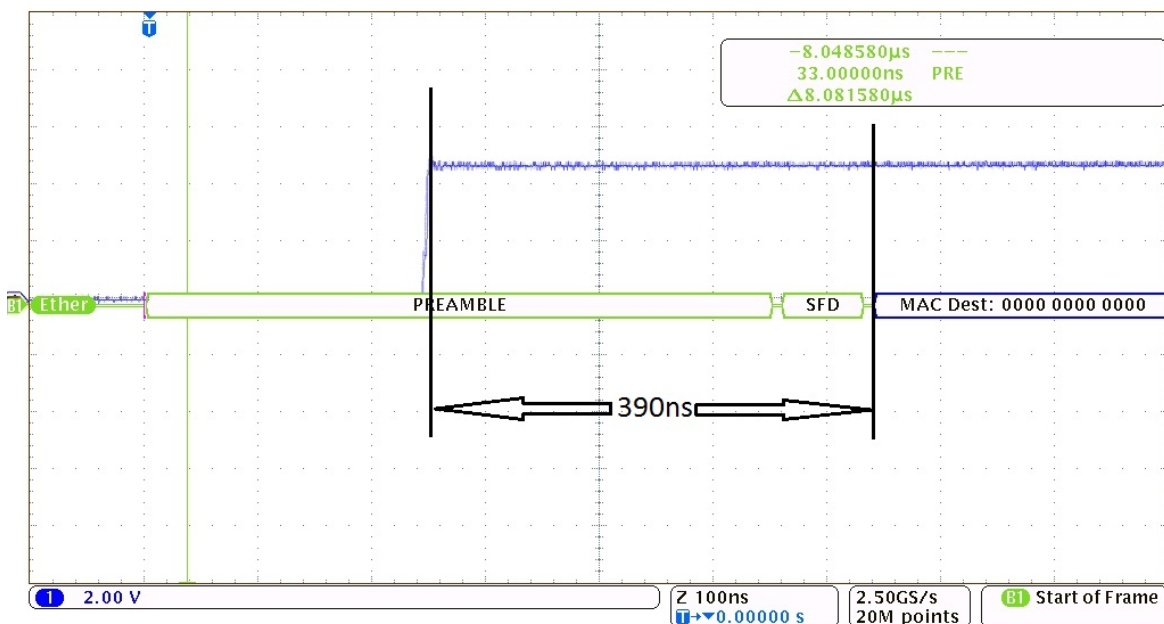 T
−8.048580µs ---
33.00000ns PRE
Δ8.081580µs
B1 Ether PREAMBLE SFD MAC Dest: 0000 0000 0000
390ns
1 2.00 V
Z 100ns
T→▼0.00000 s
2.50GS/s
20M points
B1 Start of Frame